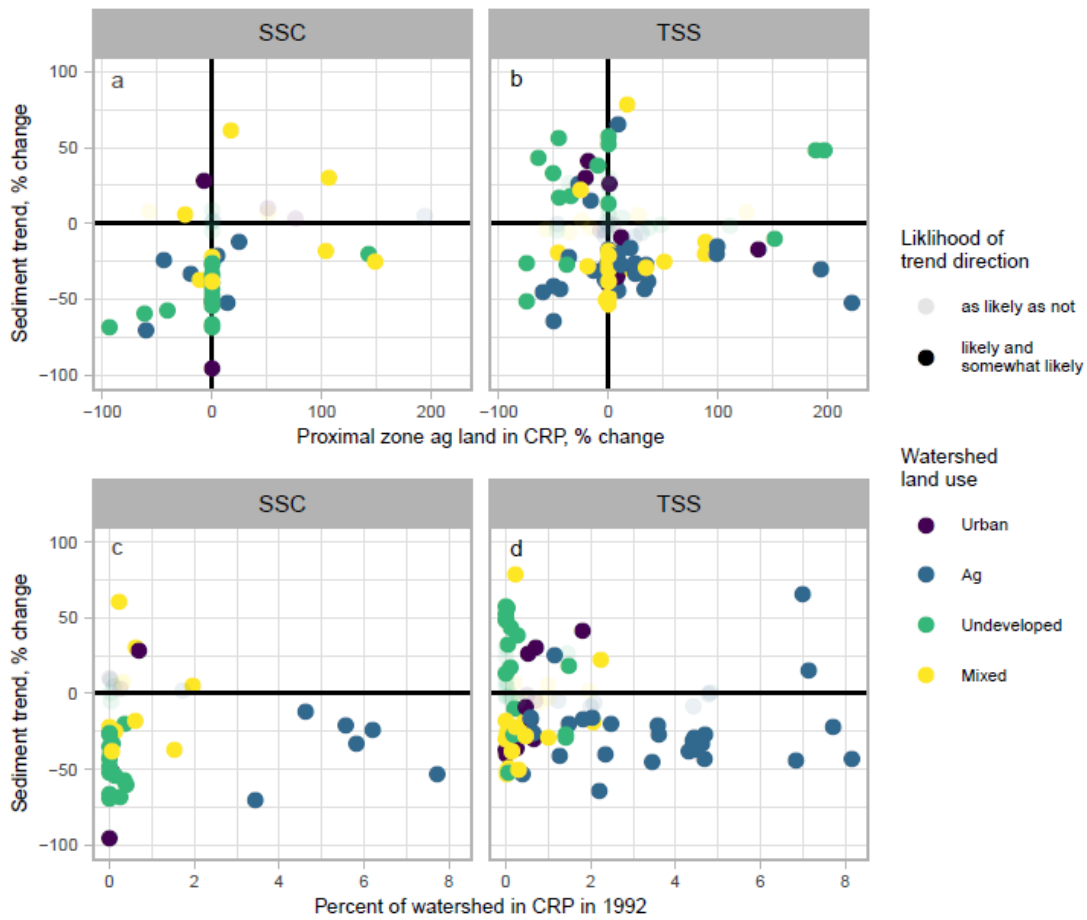 SSC
TSS
a
b
Sediment trend, % change
100
50
0
−50
−100
−100
0
100
200
−100
0
100
200
Proximal zone ag land in CRP, % change
Liklihood of
trend direction
as likely as not
likely and
somewhat likely
Watershed
land use
Urban
Ag
Undeveloped
Mixed
SSC
TSS
c
d
Sediment trend, % change
100
50
0
−50
−100
0
2
4
6
8
0
2
4
6
8
Percent of watershed in CRP in 1992